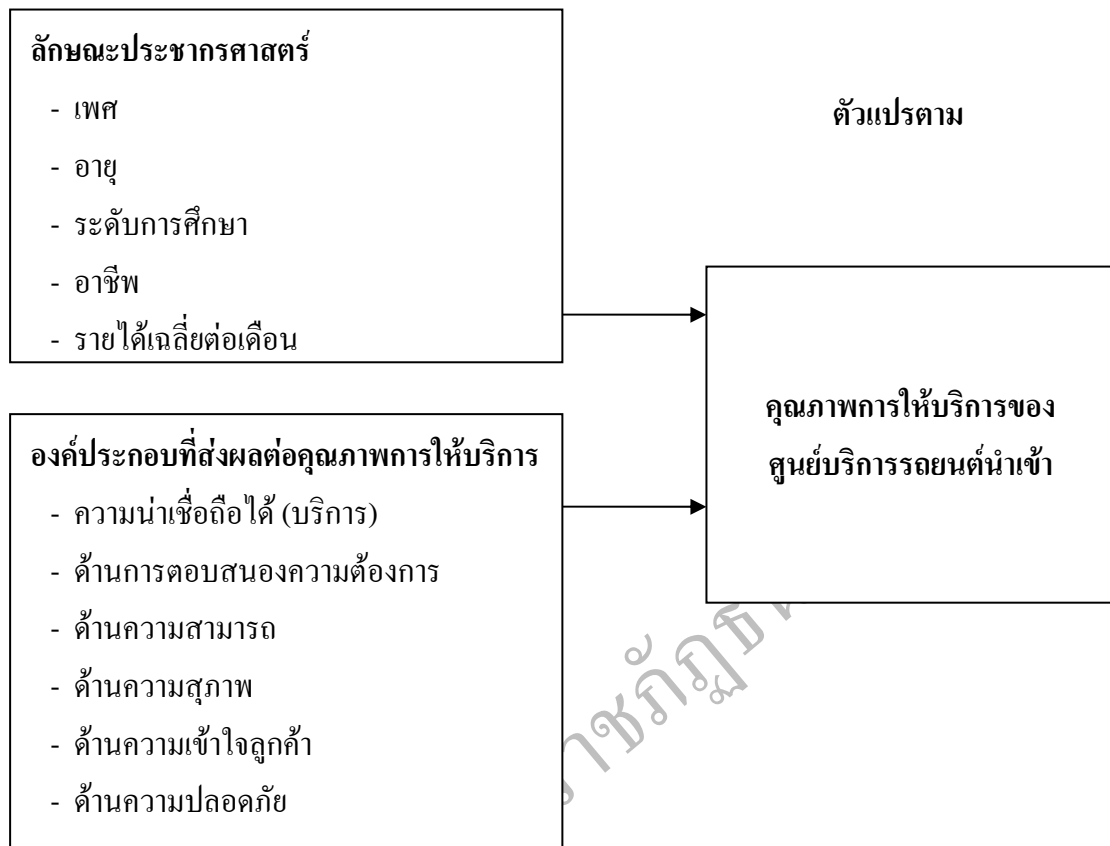 ลักษณะประชากรศาสตร์
- เพศ
- อายุ
- ระดับการศึกษา
- อาชีพ
- รายได้เฉลี่ยต่อเดือน
ตัวแปรตาม
องค์ประกอบที่ส่งผลต่อคุณภาพการให้บริการ
- ความน่าเชื่อถือได้ (บริการ)
- ด้านการตอบสนองความต้องการ
- ด้านความสามารถ
- ด้านความสุภาพ
- ด้านความเข้าใจลูกค้า
- ด้านความปลอดภัย
คุณภาพการให้บริการของ
ศูนย์บริการรถยนต์นำเข้า